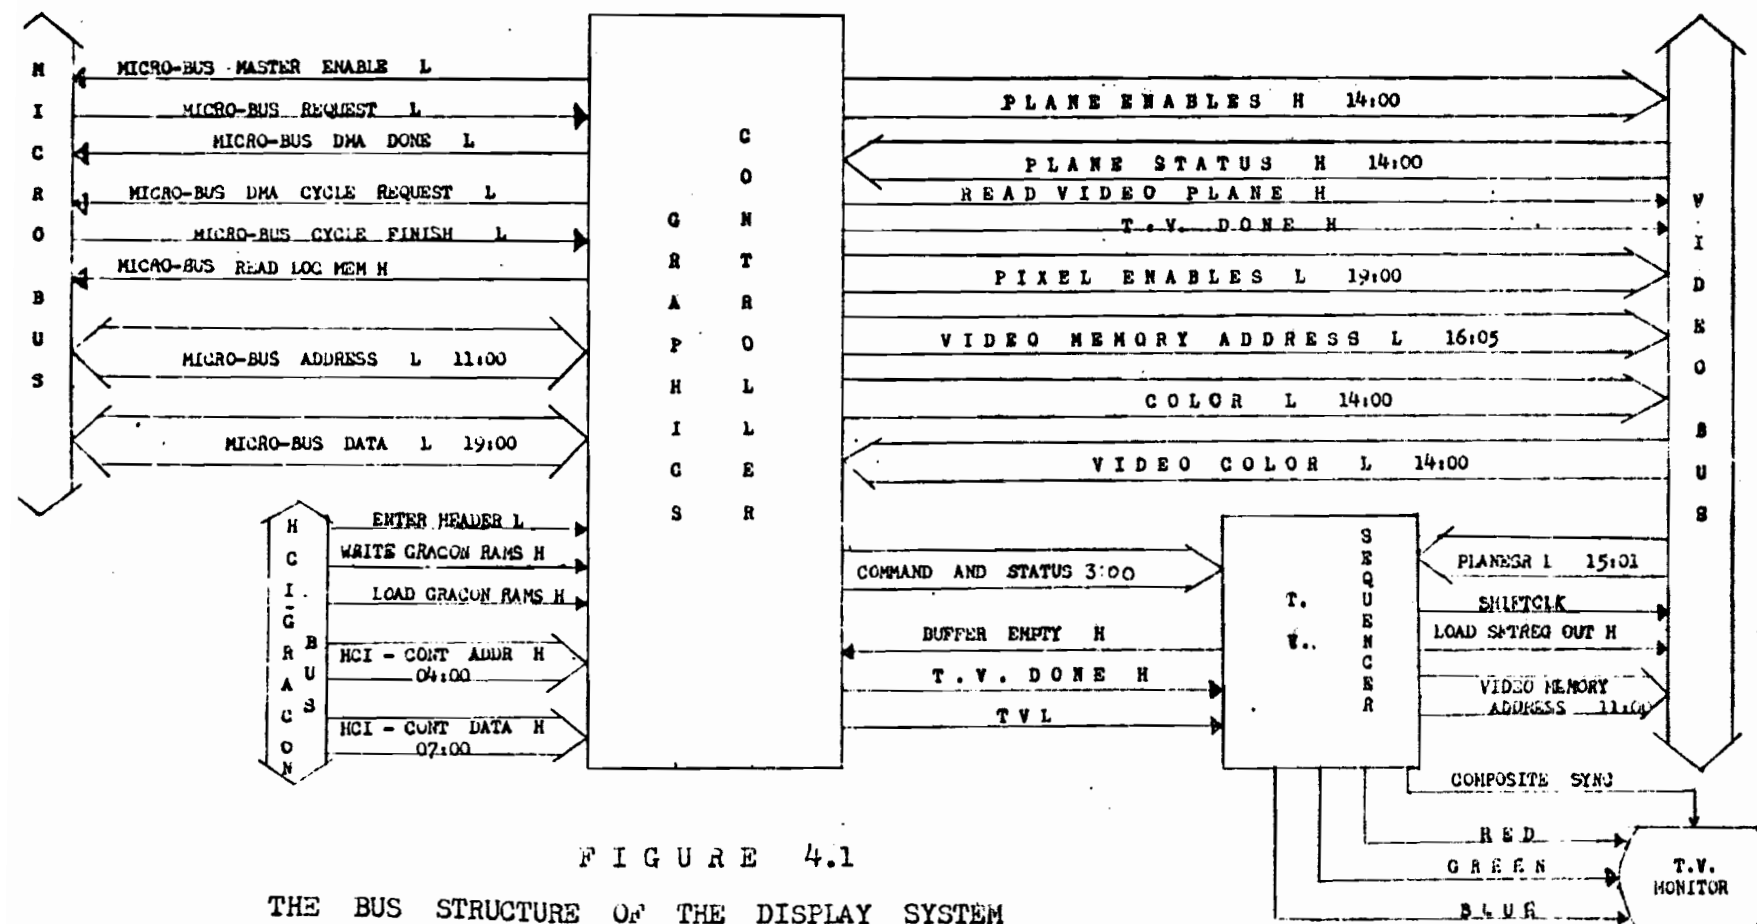 MICRO BUS
MICRO-BUS MASTER ENABLE L
MICRO-BUS REQUEST L
MICRO-BUS DMA DONE L
MICRO-BUS DMA CYCLE REQUEST L
MICRO-BUS CYCLE FINISH L
MICRO-BUS READ LOC MEM H
MICRO-BUS ADDRESS L 11:00
MICRO-BUS DATA L 19:00
HCI-GRACON BUS
ENTER HEADER L
WRITE GRACON RAMS H
LOAD GRACON RAMS H
HCI - CONT ADDR H
04:00
HCI - CONT DATA H
07:00
GRAPHICS
CONTROLLER
PLANE ENABLES H 14:00
PLANE STATUS H 14:00
READ VIDEO PLANE H
T.V. DONE H
PIXEL ENABLES L 19:00
VIDEO MEMORY ADDRESS L 16:05
COLOR L 14:00
VIDEO COLOR L 14:00
VIDEO BUS
COMMAND AND STATUS 3:00
BUFFER EMPTY H
T.V. DONE H
TVL
T.V.
SEQUENCER
PLANESR L 15:01
SHIFTCLK
LOAD SFTREG OUT H
VIDEO MEMORY
ADDRESS 11:00
COMPOSITE SYNC
RED
GREEN
BLUE
T.V.
MONITOR
FIGURE 4.1
THE BUS STRUCTURE OF THE DISPLAY SYSTEM